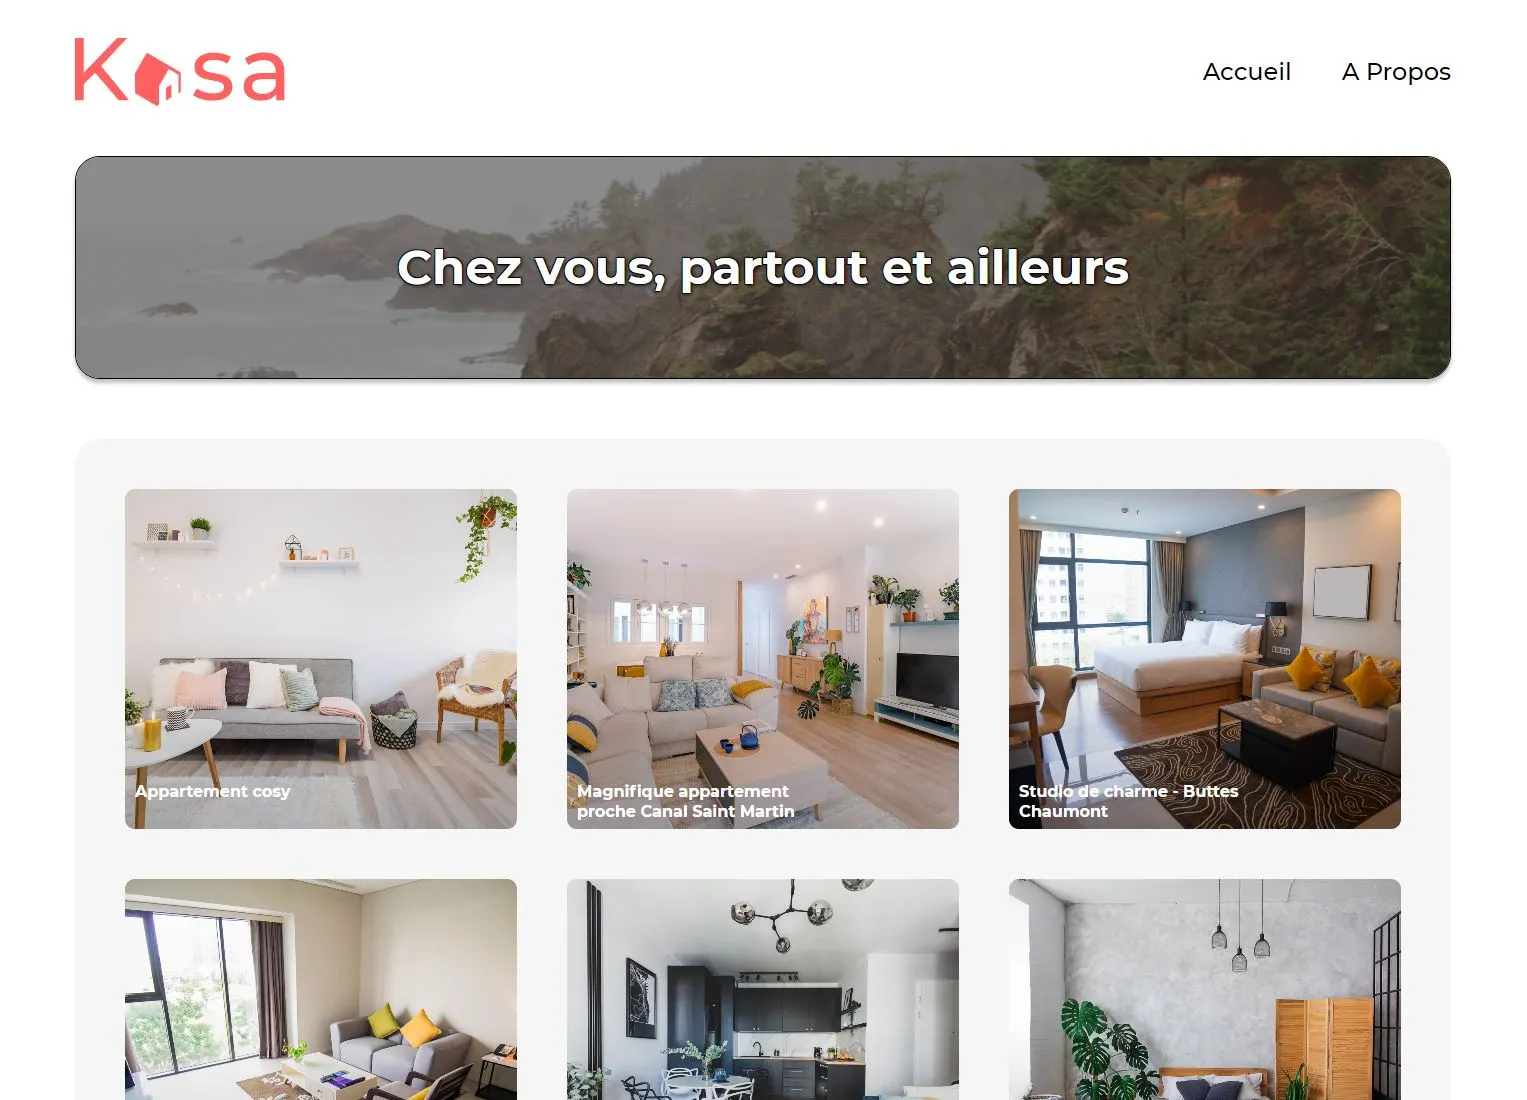 Kasa
Accueil
A Propos
Chez vous, partout et ailleurs
Appartement cosy
Magnifique appartement
proche Canal Saint Martin
Studio de charme - Buttes
Chaumont